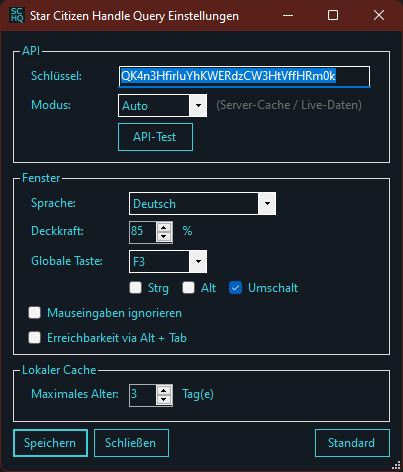 SC
HQ
Star Citizen Handle Query Einstellungen
API
Schlüssel: QK4n3HfirluYhKWERdzCW3HtVffHRm0k
Modus: Auto (Server-Cache / Live-Daten)
API-Test
Fenster
Sprache: Deutsch
Deckkraft: 85 %
Globale Taste: F3
Strg Alt Umschalt
Mauseingaben ignorieren
Erreichbarkeit via Alt + Tab
Lokaler Cache
Maximales Alter: 3 Tag(e)
Speichern Schließen Standard